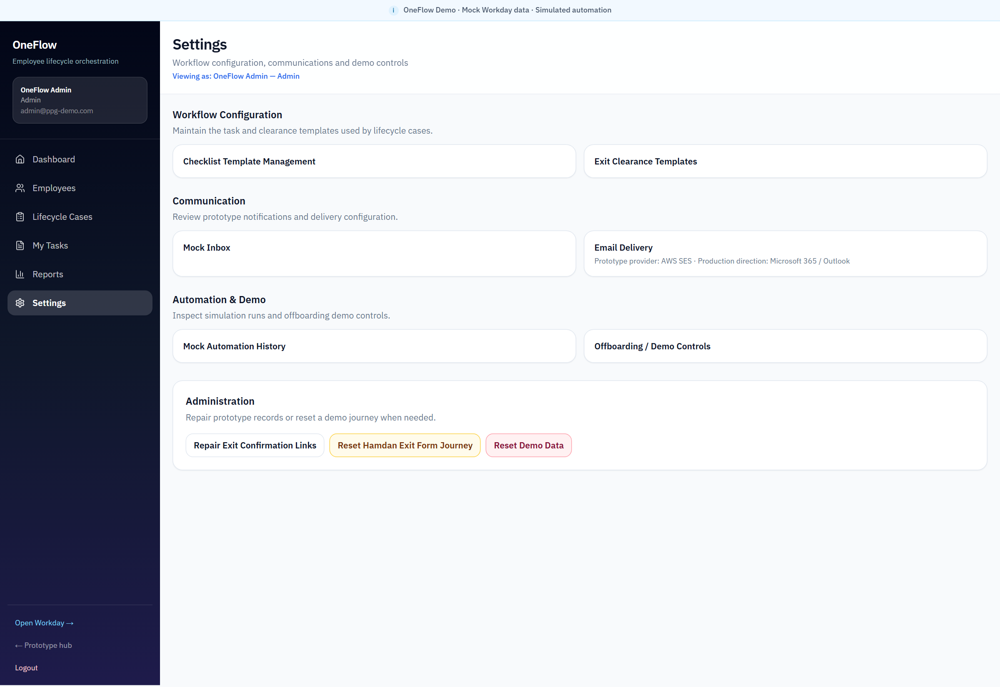 i OneFlow Demo · Mock Workday data · Simulated automation
OneFlow
Employee lifecycle orchestration
OneFlow Admin
Admin
admin@ppg-demo.com
Dashboard
Employees
Lifecycle Cases
My Tasks
Reports
Settings
Open Workday →
← Prototype hub
Logout
Settings
Workflow configuration, communications and demo controls
Viewing as: OneFlow Admin — Admin
Workflow Configuration
Maintain the task and clearance templates used by lifecycle cases.
Checklist Template Management
Exit Clearance Templates
Communication
Review prototype notifications and delivery configuration.
Mock Inbox
Email Delivery
Prototype provider: AWS SES · Production direction: Microsoft 365 / Outlook
Automation & Demo
Inspect simulation runs and offboarding demo controls.
Mock Automation History
Offboarding / Demo Controls
Administration
Repair prototype records or reset a demo journey when needed.
Repair Exit Confirmation Links
Reset Hamdan Exit Form Journey
Reset Demo Data